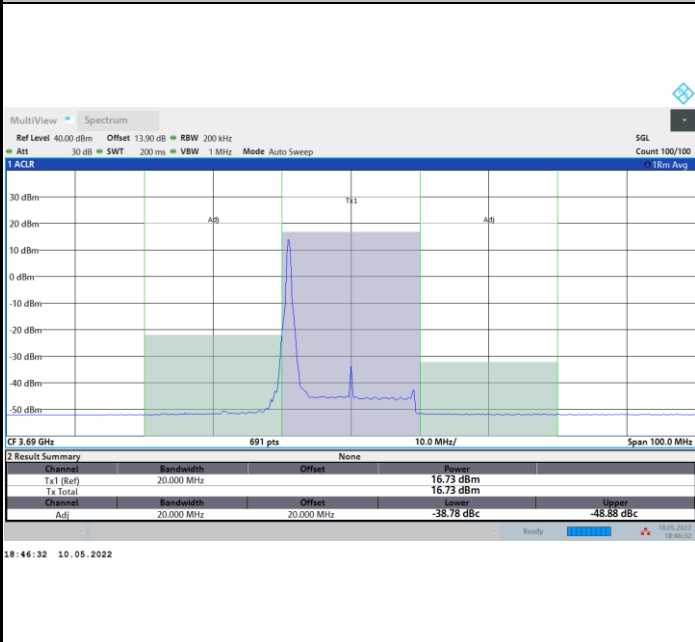 MultiView Spectrum
Ref Level 40.00 dBm Offset 13.90 dB RBW 200 kHz SGL
Att 30 dB SWT 200 ms VBW 1 MHz Mode Auto Sweep Count 100/100
1 ACLR 1Rm Avg
30 dBm
Tx1
20 dBm
Adj
Adj
10 dBm
0 dBm
-10 dBm
-20 dBm
-30 dBm
-40 dBm
-50 dBm
CF 3.69 GHz 691 pts 10.0 MHz/ Span 100.0 MHz
2 Result Summary None
Channel Bandwidth Offset Power
Tx1 (Ref) 20.000 MHz 16.73 dBm
Tx Total 16.73 dBm
Channel Bandwidth Offset Lower Upper
Adj 20.000 MHz 20.000 MHz -38.78 dBc -48.88 dBc
Ready 10.05.2022
18:46:32
18:46:32 10.05.2022